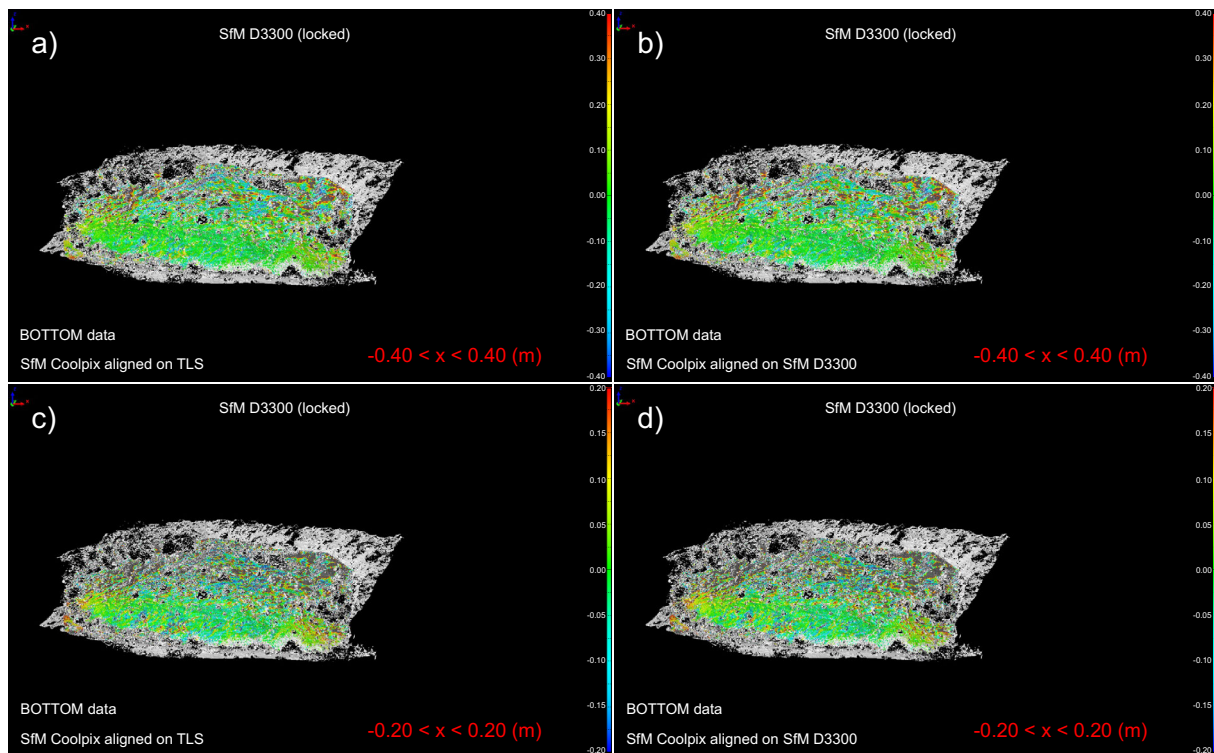 a)
SfM D3300 (locked)
0.40
0.30
0.20
0.10
0.00
-0.10
-0.20
-0.30
-0.40
BOTTOM data
SfM Coolpix aligned on TLS
-0.40 < x < 0.40 (m)
b)
SfM D3300 (locked)
0.40
0.30
0.20
0.10
0.00
-0.10
-0.20
-0.30
-0.40
BOTTOM data
SfM Coolpix aligned on SfM D3300
-0.40 < x < 0.40 (m)
c)
SfM D3300 (locked)
0.20
0.15
0.10
0.05
0.00
-0.05
-0.10
-0.15
-0.20
BOTTOM data
SfM Coolpix aligned on TLS
-0.20 < x < 0.20 (m)
d)
SfM D3300 (locked)
0.20
0.15
0.10
0.05
0.00
-0.05
-0.10
-0.15
-0.20
BOTTOM data
SfM Coolpix aligned on SfM D3300
-0.20 < x < 0.20 (m)